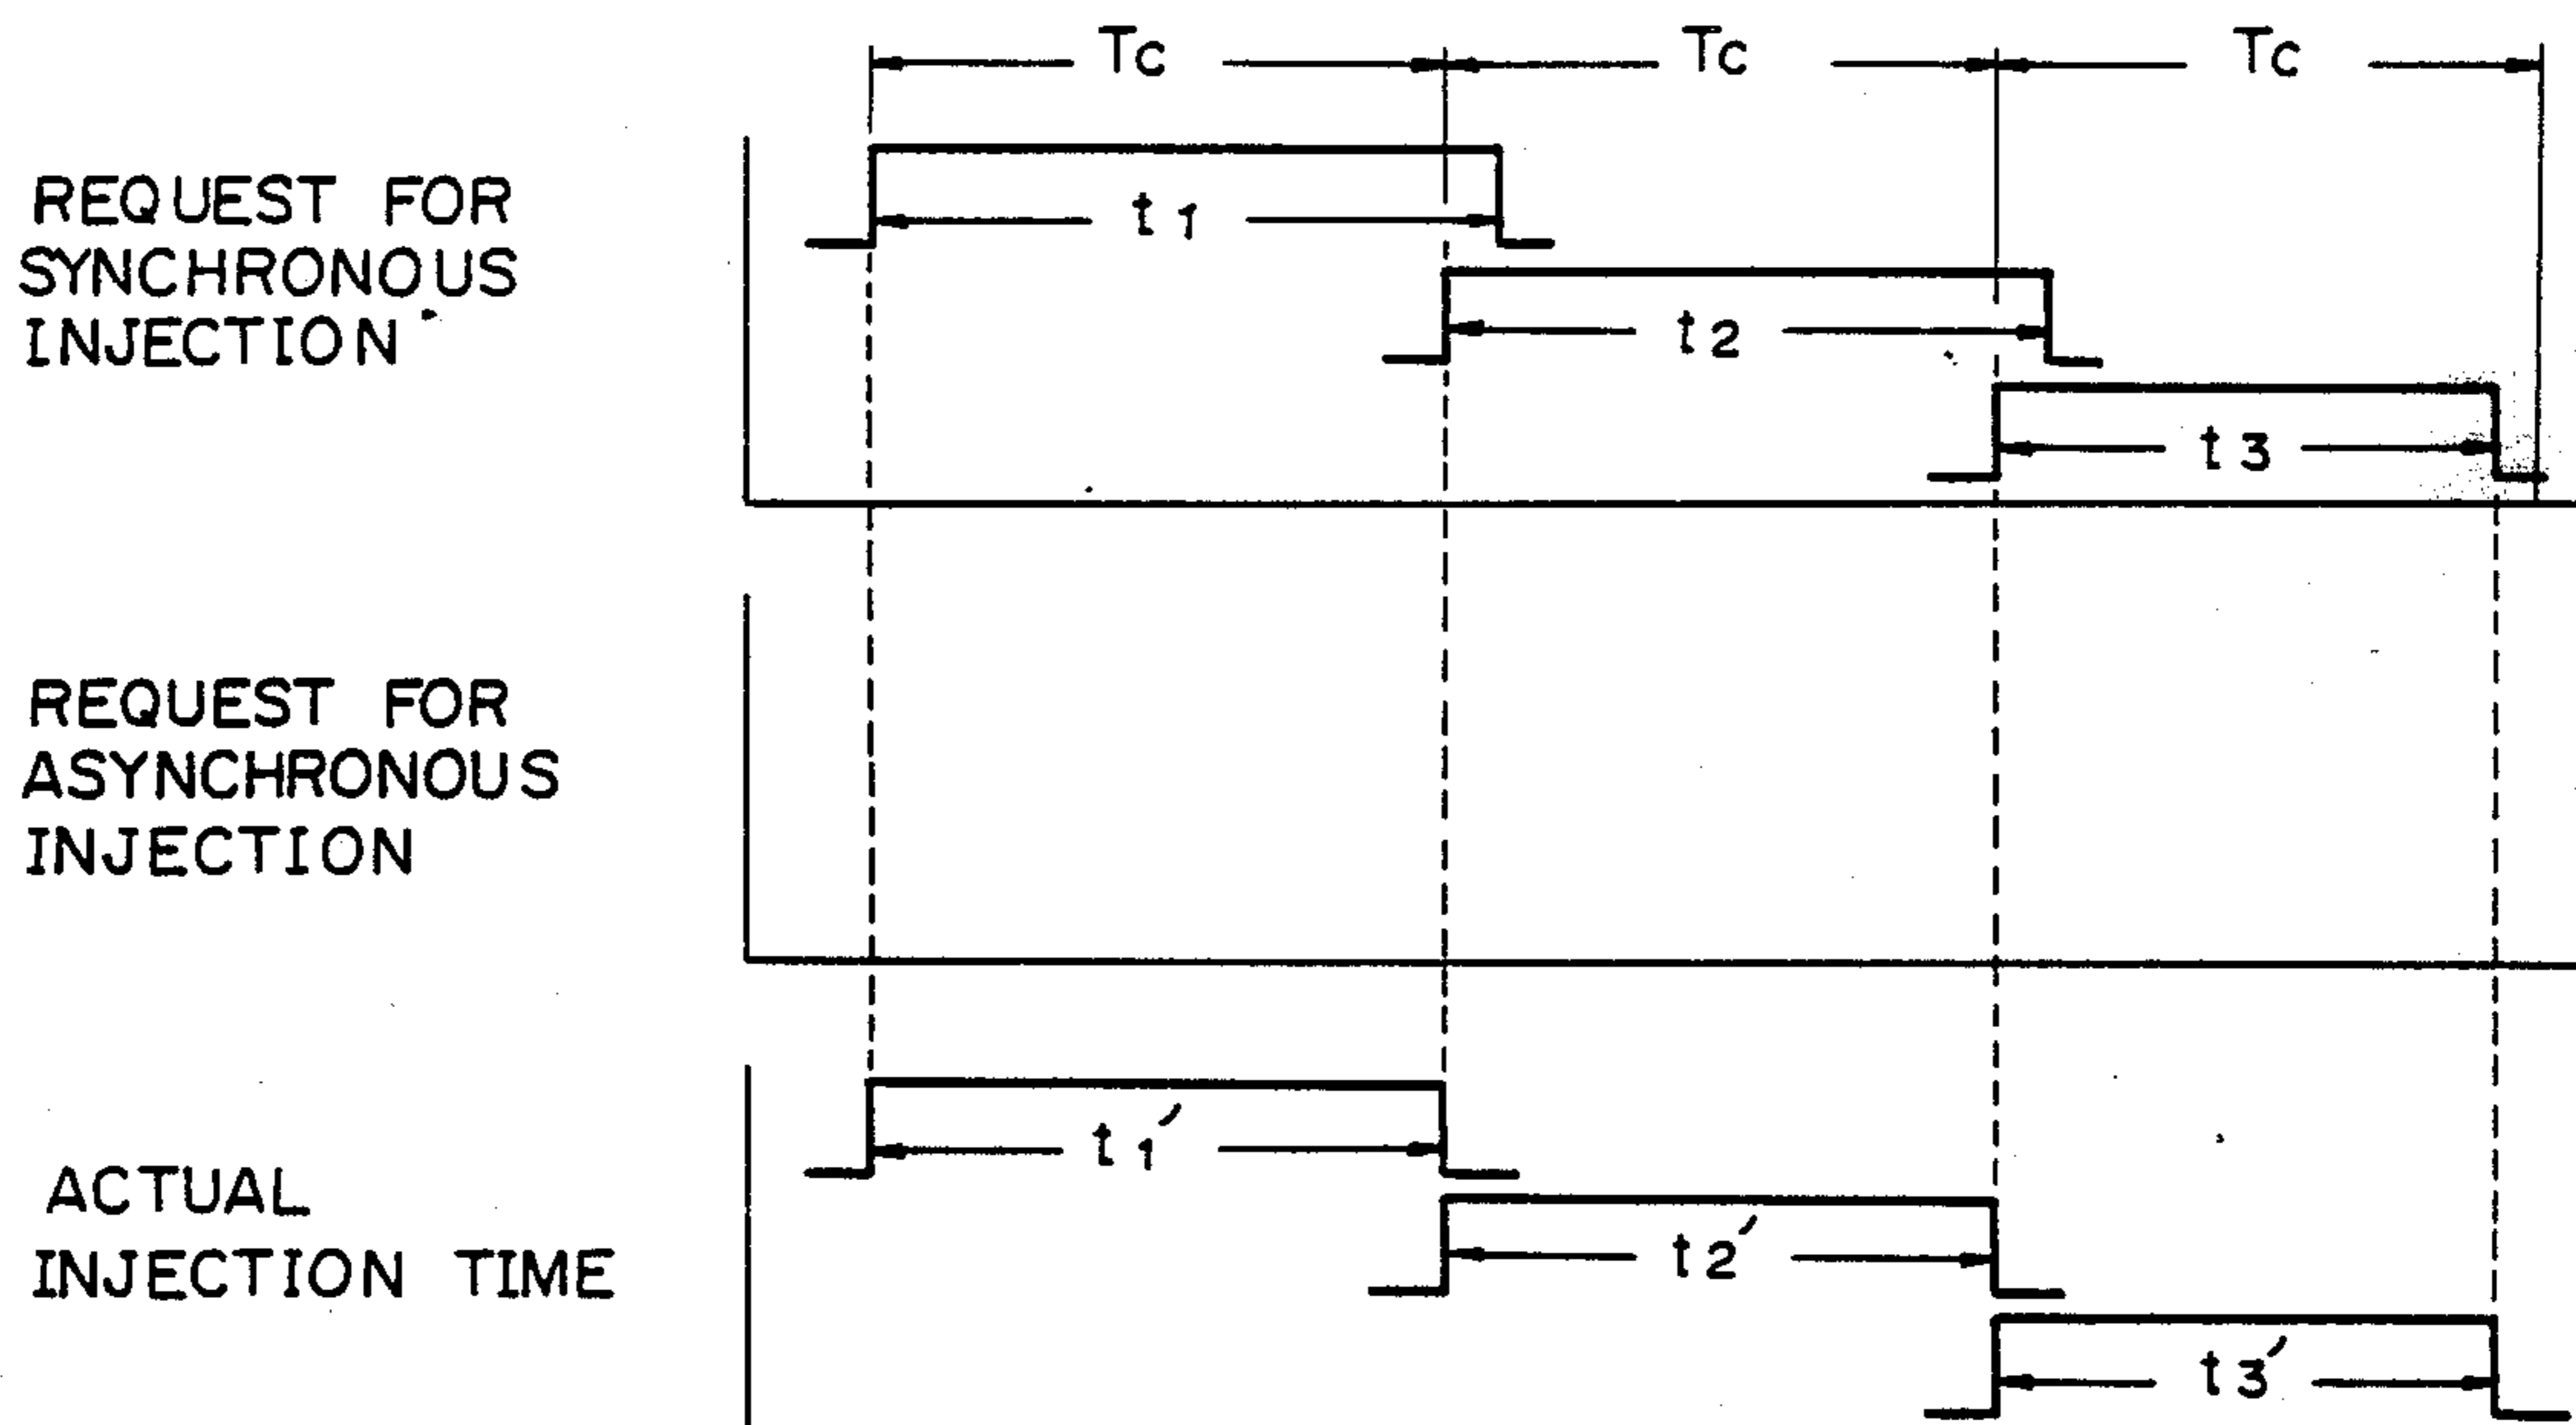 Tc Tc Tc
REQUEST FOR
SYNCHRONOUS
INJECTION
t1
t2
t3
REQUEST FOR
ASYNCHRONOUS
INJECTION
ACTUAL
INJECTION TIME
t1′
t2′
t3′